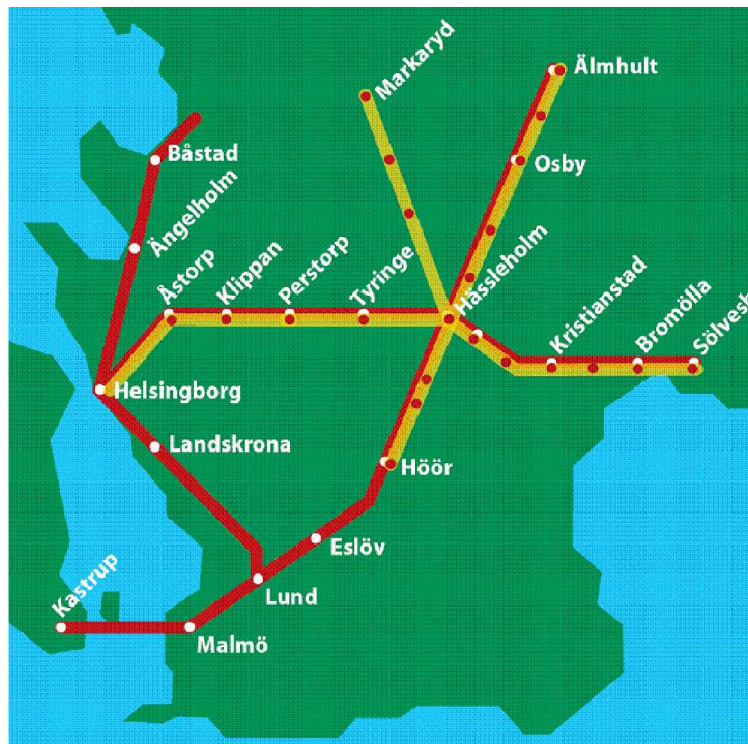 Markaryd
Älmhult
Båstad
Osby
Ängelholm
Åstorp
Klippan
Perstorp
Tyringe
Hässleholm
Kristianstad
Bromölla
Helsingborg
Landskrona
Höör
Eslöv
Kastrup
Lund
Malmö